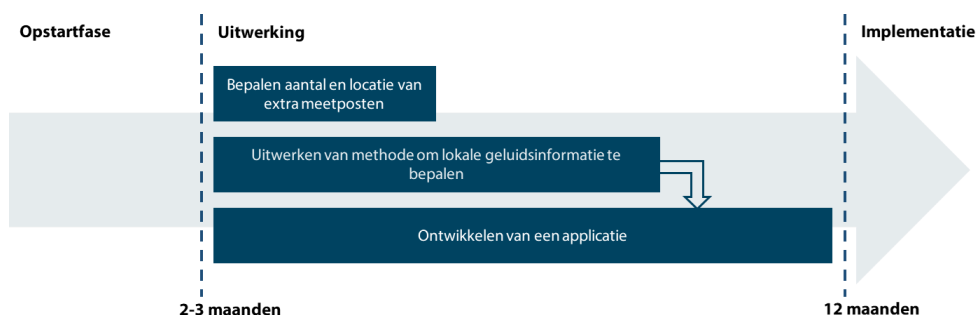 Opstartfase
Uitwerking
Implementatie
Bepalen aantal en locatie van
extra meetposten
Uitwerken van methode om lokale geluidsinformatie te
bepalen
Ontwikkelen van een applicatie
2-3 maanden
12 maanden